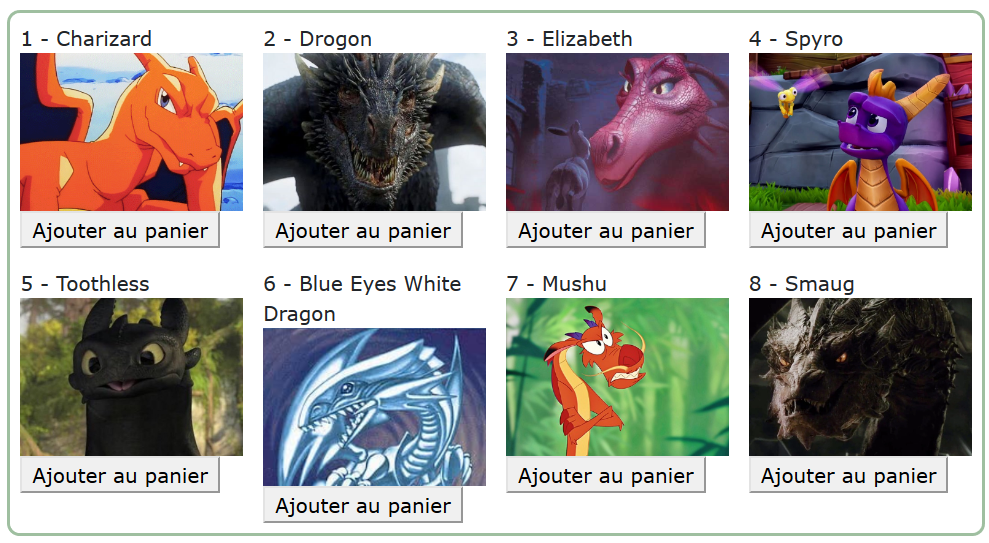 1 - Charizard
2 - Drogon
3 - Elizabeth
4 - Spyro
Ajouter au panier
Ajouter au panier
Ajouter au panier
Ajouter au panier
5 - Toothless
6 - Blue Eyes White
Dragon
7 - Mushu
8 - Smaug
Ajouter au panier
Ajouter au panier
Ajouter au panier
Ajouter au panier